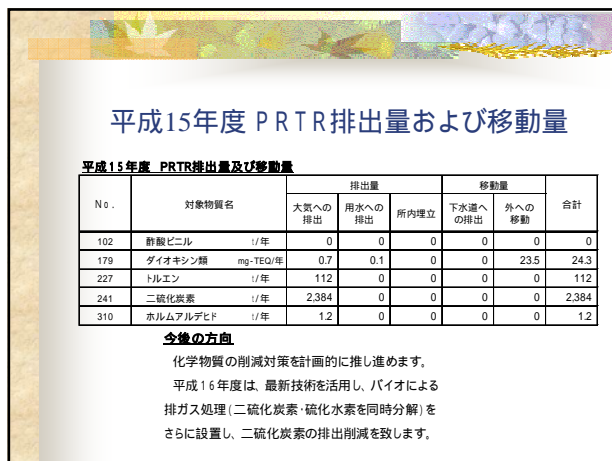 平成15年度 PRTR排出量および移動量
平成15年度 PRTR排出量及び移動量
No. 対象物質名 排出量 移動量 合計
大気への排出 用水への排出 所内埋立 下水道への排出 外への移動
102 酢酸ビニル t/年 0 0 0 0 0 0
179 ダイオキシン類 mg-TEQ/年 0.7 0.1 0 0 23.5 24.3
227 トルエン t/年 112 0 0 0 0 112
241 二硫化炭素 t/年 2,384 0 0 0 0 2,384
310 ホルムアルデヒド t/年 1.2 0 0 0 0 1.2
今後の方向
化学物質の削減対策を計画的に推し進めます。
平成16年度は、最新技術を活用し、バイオによる
排ガス処理(二硫化炭素・硫化水素を同時分解)を
さらに設置し、二硫化炭素の排出削減を致します。